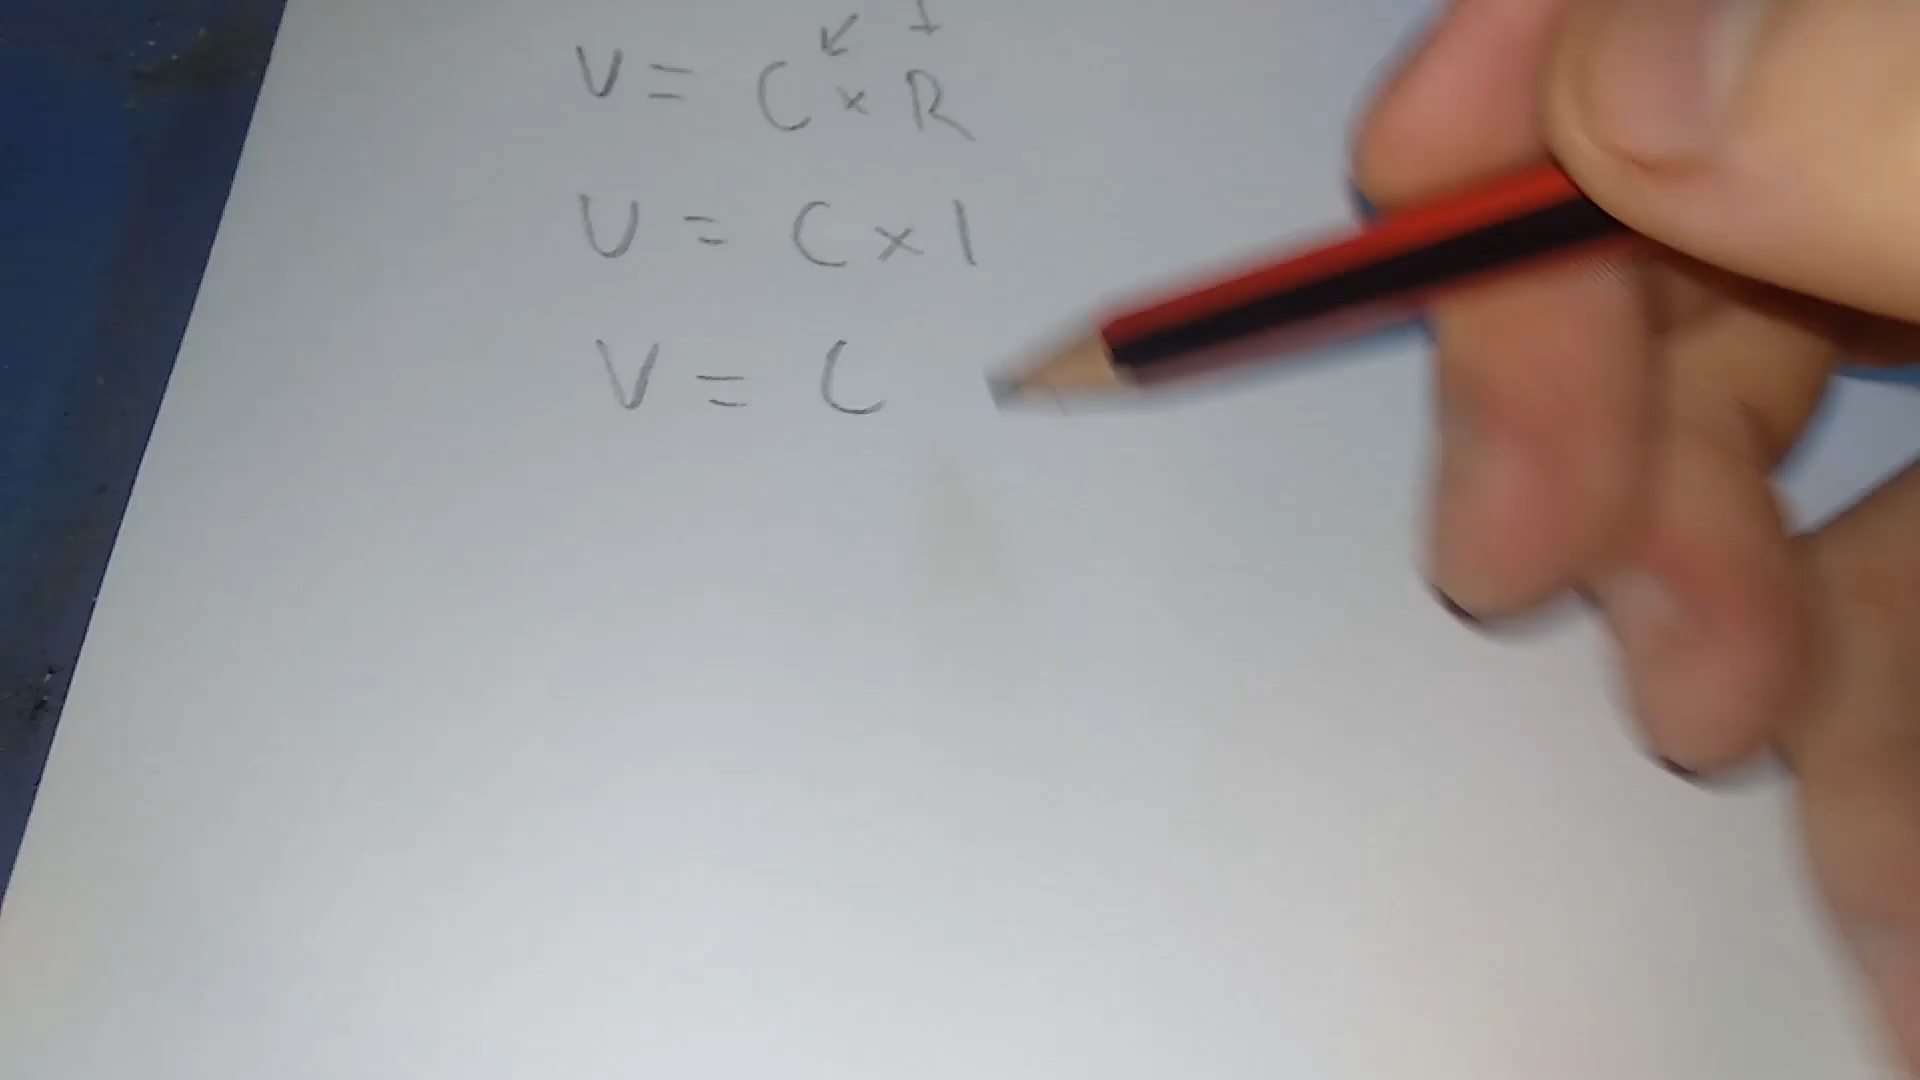 V = C × R
V = C × 1
V = C